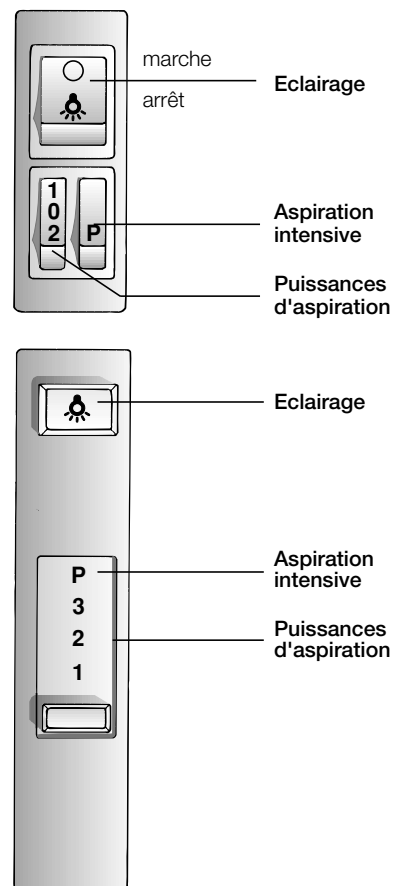 marche
arrêt
Eclairage
1
0
2
P
Aspiration
intensive
Puissances
d'aspiration
Eclairage
P
3
2
1
Aspiration
intensive
Puissances
d'aspiration